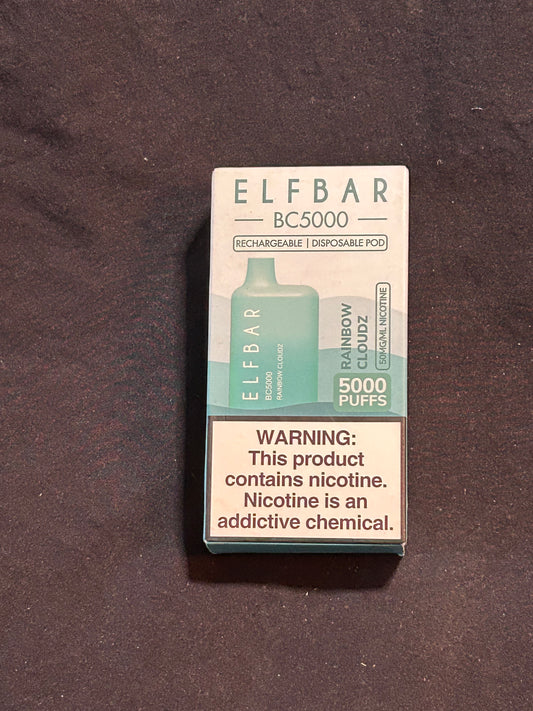 ELFBAR
BC5000
RECHARGEABLE | DISPOSABLE POD
ELFBAR
BC5000
RAINBOW CLOUDZ
RAINBOW
CLOUDZ
50MG/ML NICOTINE
5000
PUFFS
WARNING:
This product
contains nicotine.
Nicotine is an
addictive chemical.